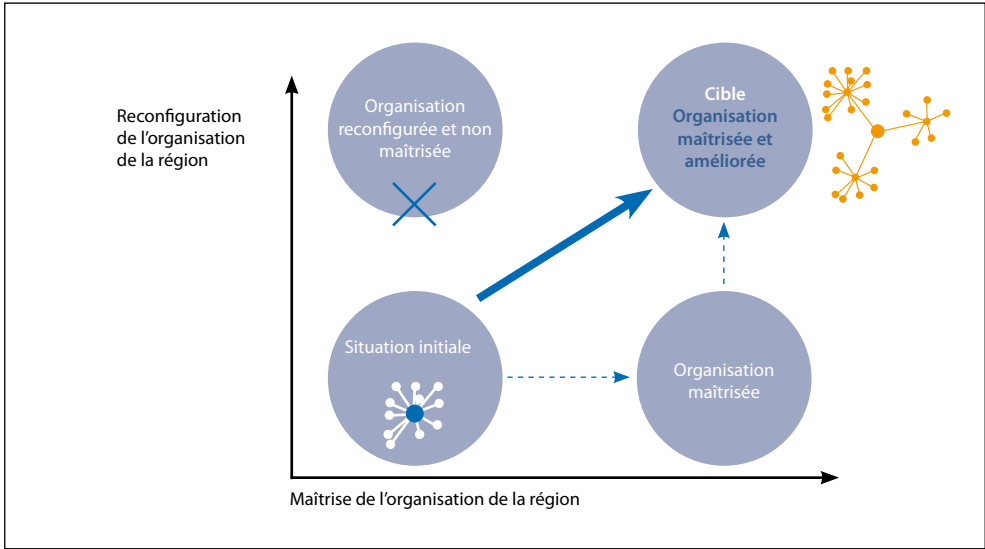 Reconfiguration
de l'organisation
de la région
Organisation
reconfigurée et non
maîtrisée
Cible
Organisation
maîtrisée et
améliorée
Situation initiale
Organisation
maîtrisée
Maîtrise de l'organisation de la région